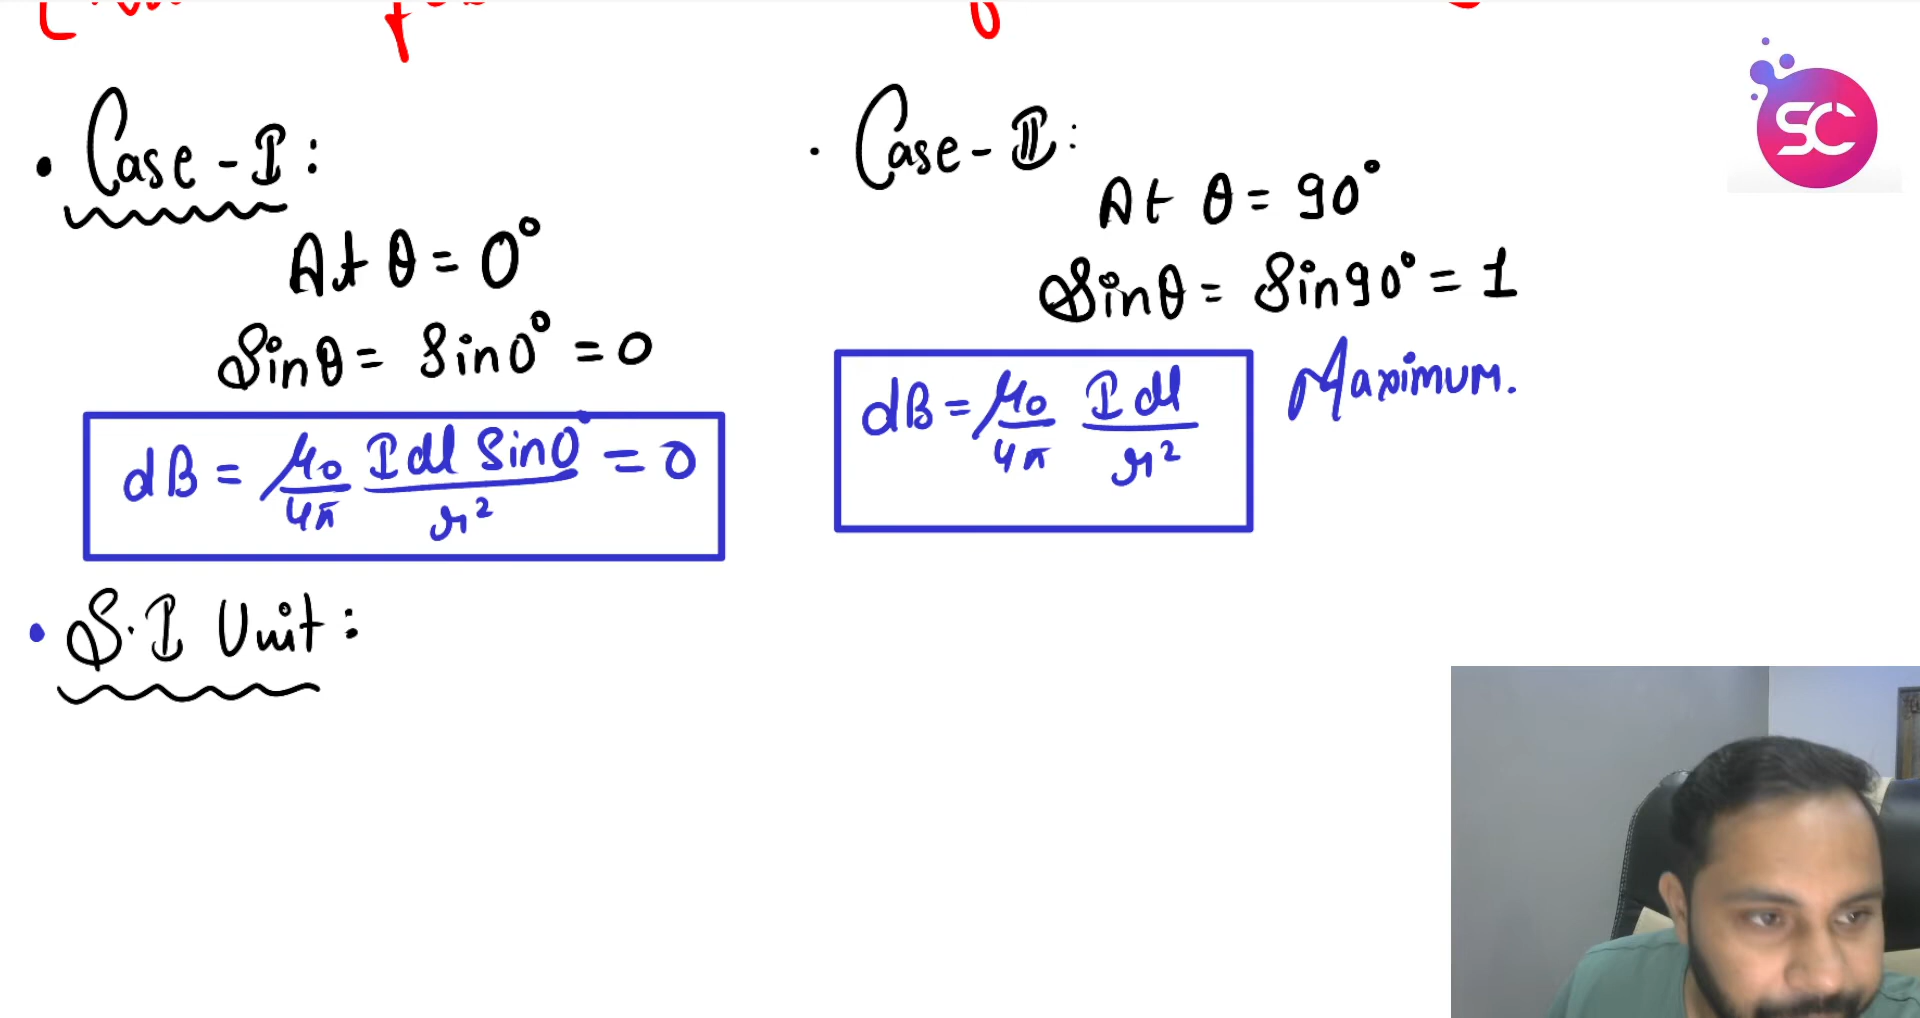 • Case-I:
At θ = 0°
Sinθ = Sin0° = 0
dB = μ₀/4π Idl Sin0°/r² = 0
• Case-II:
At θ = 90°
Sinθ = Sin90° = 1
dB = μ₀/4π Idl/r²
Maximum.
• S.I Unit:
SC